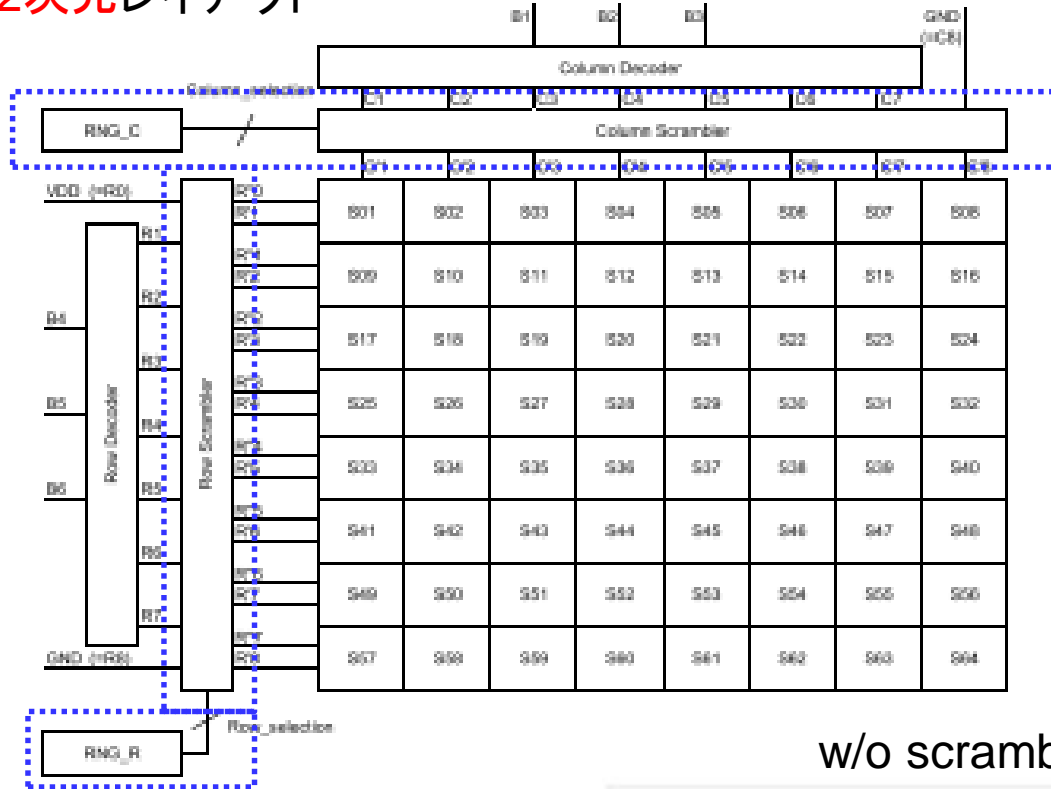 2次元レイアウト
B1 B2 B3 GND
(=C8)
Column Decoder
Column_selection
C1 C2 C3 C4 C5 C6 C7
RNG_C
Column Scrambler
VDD (=R0)
R1
S01 S02 S03 S04 S05 S06 S07 S08
S09 S10 S11 S12 S13 S14 S15 S16
R2
B4
S17 S18 S19 S20 S21 S22 S23 S24
R3
B5
Row Decoder
Row Scrambler
S25 S26 S27 S28 S29 S30 S31 S32
R4
S33 S34 S35 S36 S37 S38 S39 S40
B6
R5
S41 S42 S43 S44 S45 S46 S47 S48
R6
S49 S50 S51 S52 S53 S54 S55 S56
R7
GND (=R8)
S57 S58 S59 S60 S61 S62 S63 S64
Row_selection
RNG_R
w/o scramb